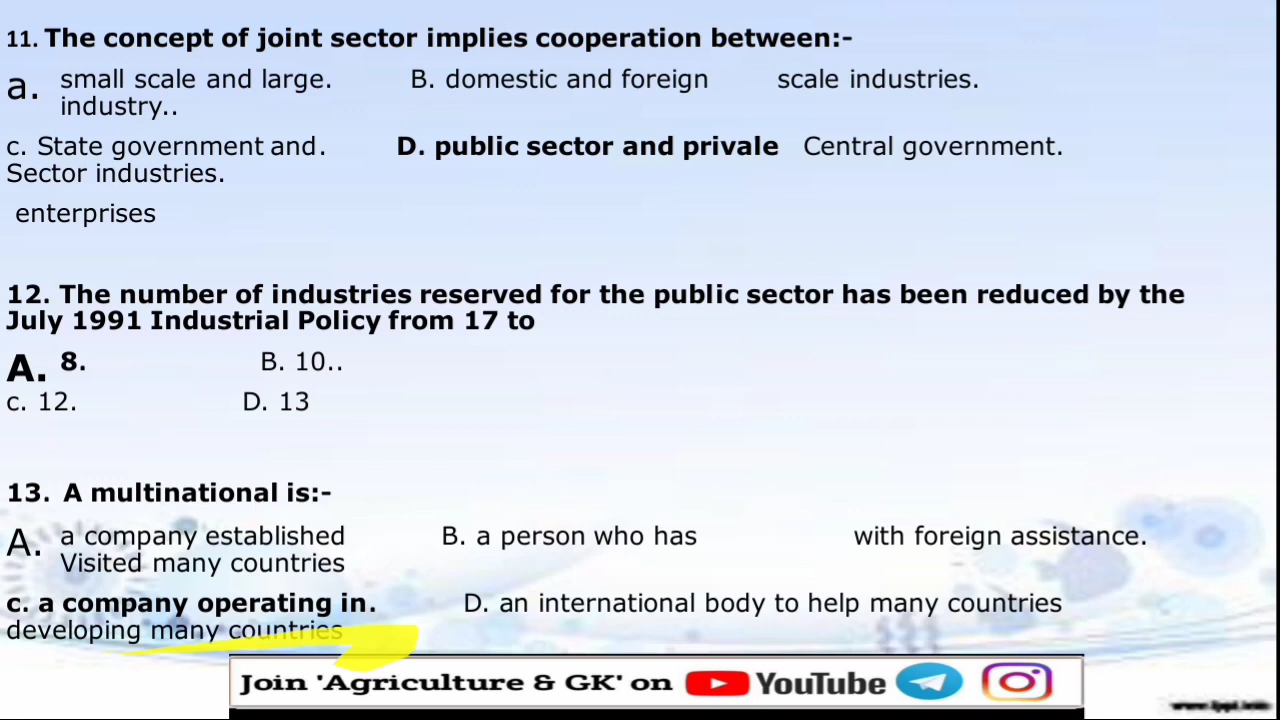 11. The concept of joint sector implies cooperation between:-
a. small scale and large. B. domestic and foreign scale industries.
industry..
c. State government and. D. public sector and privale Central government.
Sector industries.
enterprises
12. The number of industries reserved for the public sector has been reduced by the
July 1991 Industrial Policy from 17 to
A. 8. B. 10..
c. 12. D. 13
13. A multinational is:-
A. a company established B. a person who has with foreign assistance.
Visited many countries
c. a company operating in. D. an international body to help many countries
developing many countries
Join 'Agriculture & GK' on YouTube